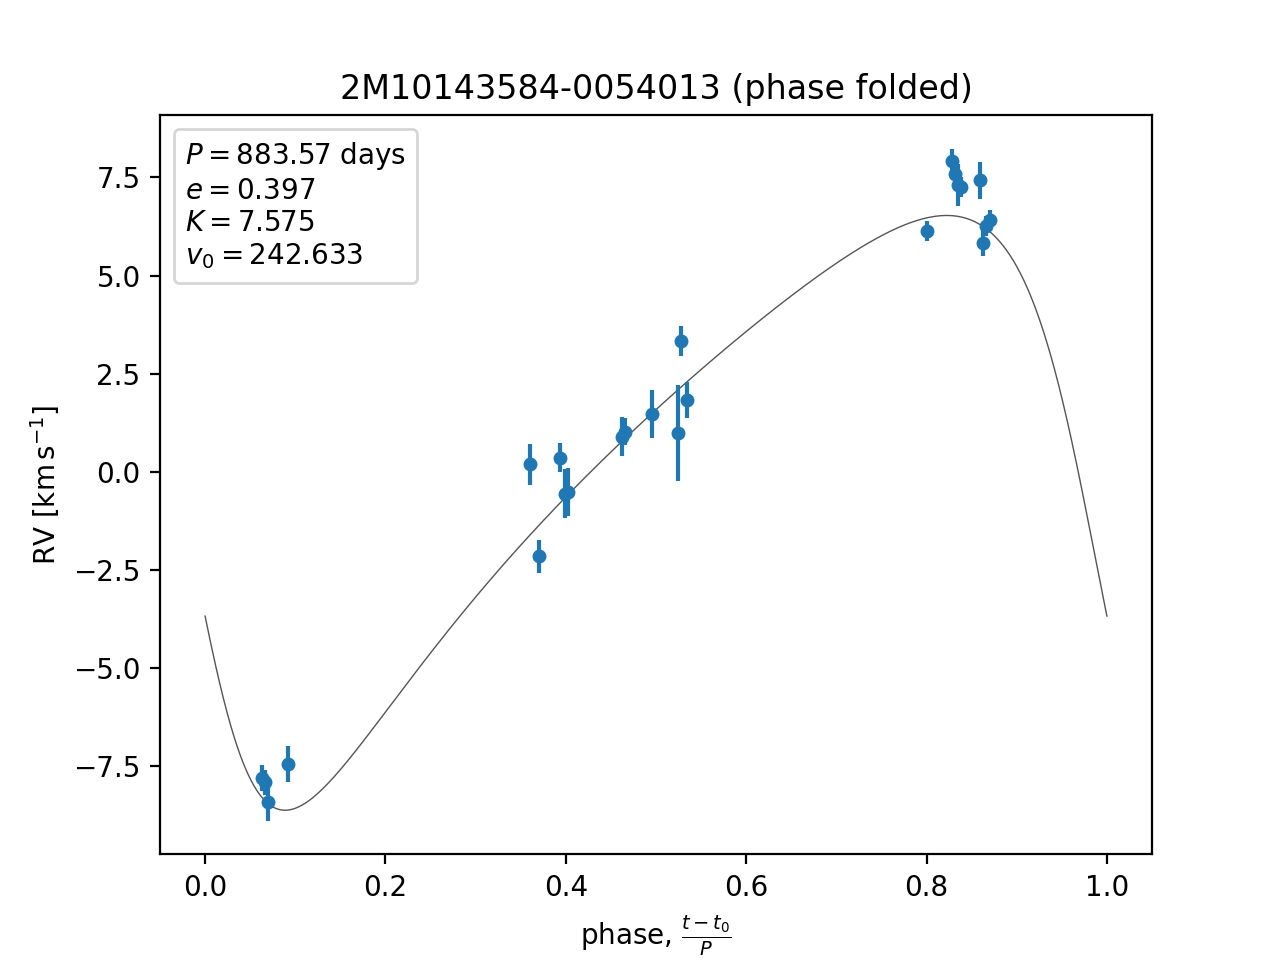 2M10143584-0054013 (phase folded)
P = 883.57 days
e = 0.397
K = 7.575
v₀ = 242.633
7.5
5.0
2.5
0.0
−2.5
−5.0
−7.5
RV [km s⁻¹]
0.0 0.2 0.4 0.6 0.8 1.0
phase, (t − t₀)/P